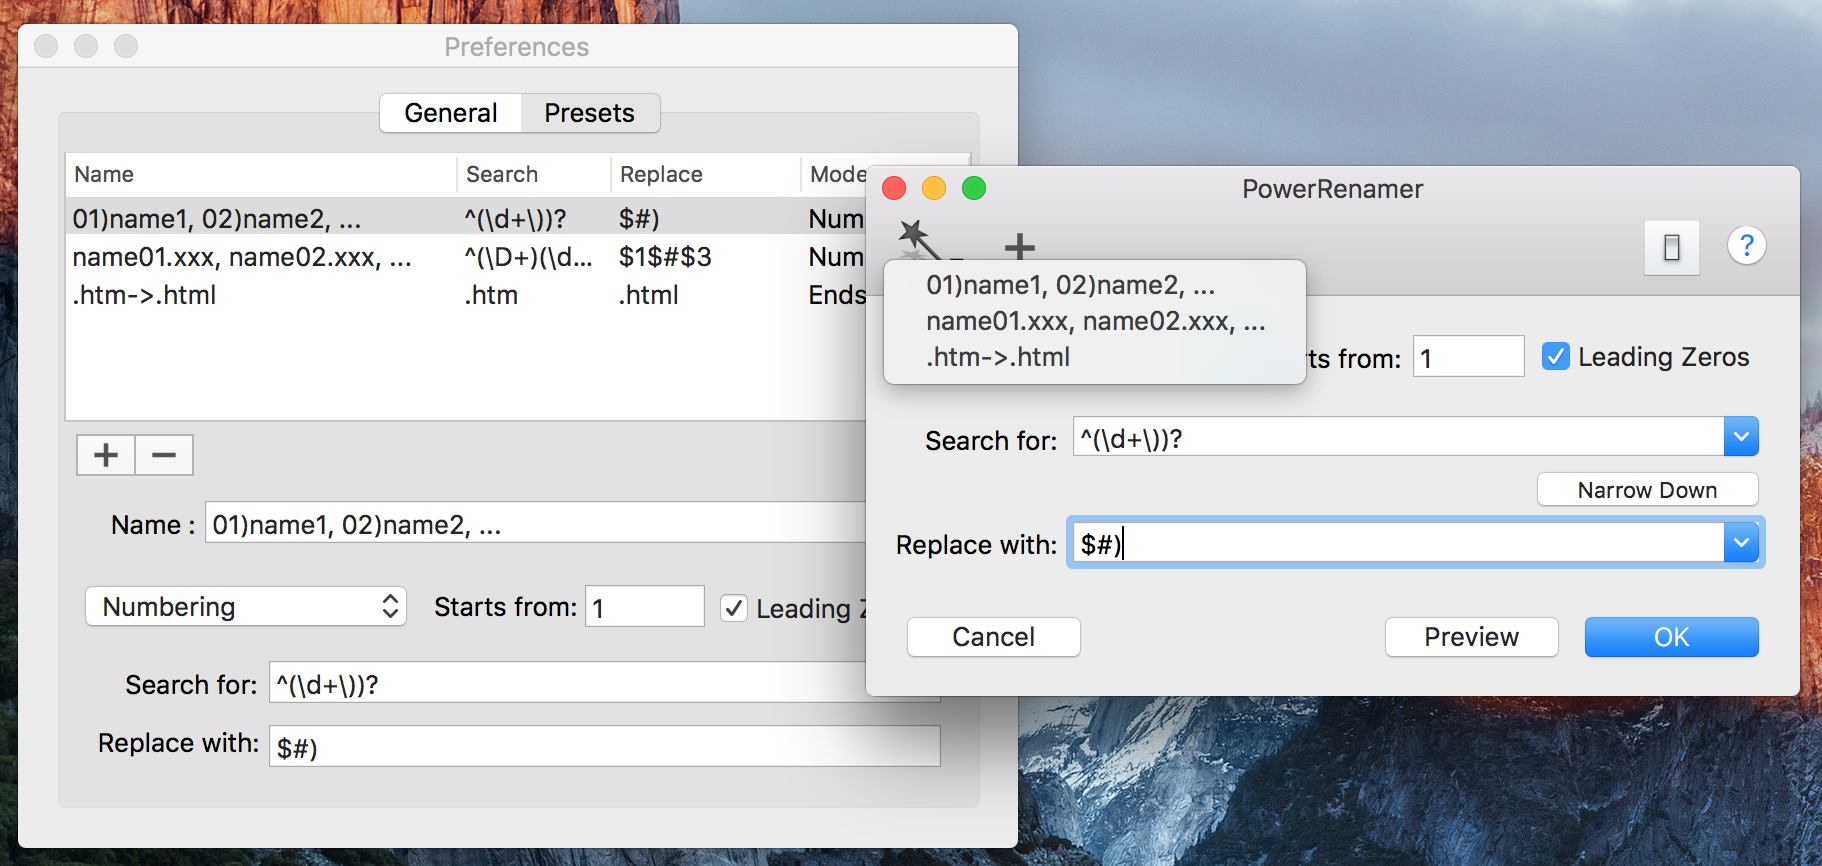 Preferences
General Presets
Name Search Replace Mode
01)name1, 02)name2, ... ^(\d+\))? $#) Num
name01.xxx, name02.xxx, ... ^(\D+)(\d... $1$#$3 Num
.htm->.html .htm .html Ends
+ −
Name : 01)name1, 02)name2, ...
Numbering Starts from: 1 Leading
Search for: ^(\d+\))?
Replace with: $#)
PowerRenamer
+ ?
01)name1, 02)name2, ...
name01.xxx, name02.xxx, ...
.htm->.html
ts from: 1 Leading Zeros
Search for: ^(\d+\))?
Narrow Down
Replace with: $#)
Cancel Preview OK